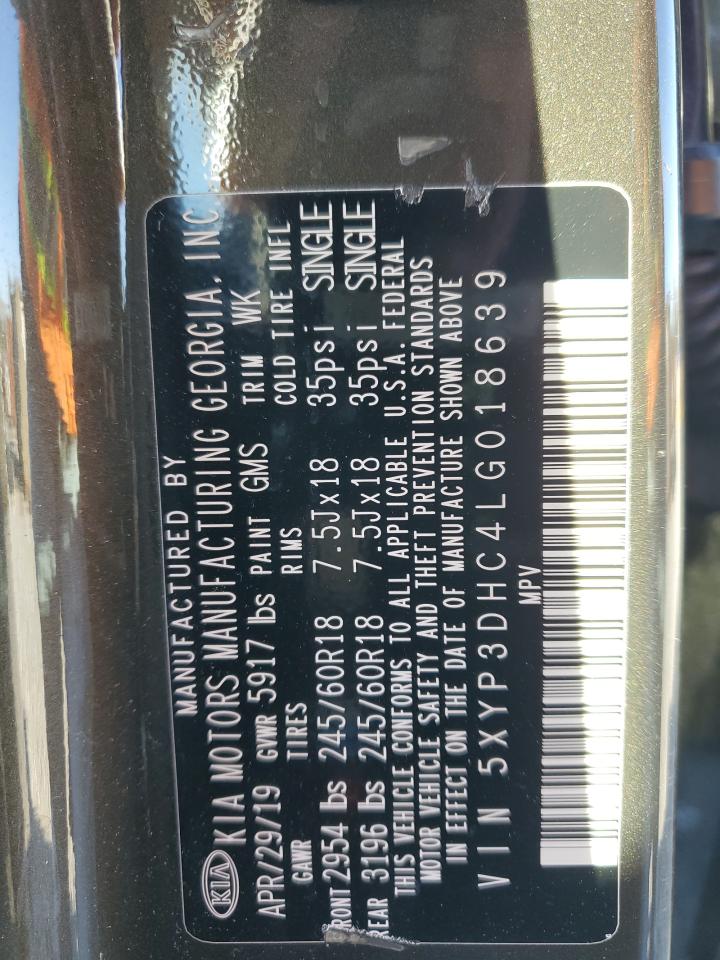 MANUFACTURED BY
KIA KIA MOTORS MANUFACTURING GEORGIA, INC
APR/29/19 GVWR 5917 lbs PAINT GMS TRIM WK
GAWR TIRES RIMS COLD TIRE INFL
FRONT 2954 lbs 245/60R18 7.5Jx18 35psi SINGLE
REAR 3196 lbs 245/60R18 7.5Jx18 35psi SINGLE
THIS VEHICLE CONFORMS TO ALL APPLICABLE U.S.A. FEDERAL
MOTOR VEHICLE SAFETY AND THEFT PREVENTION STANDARDS
IN EFFECT ON THE DATE OF MANUFACTURE SHOWN ABOVE
VIN 5XYP3DHC4LG018639
MPV